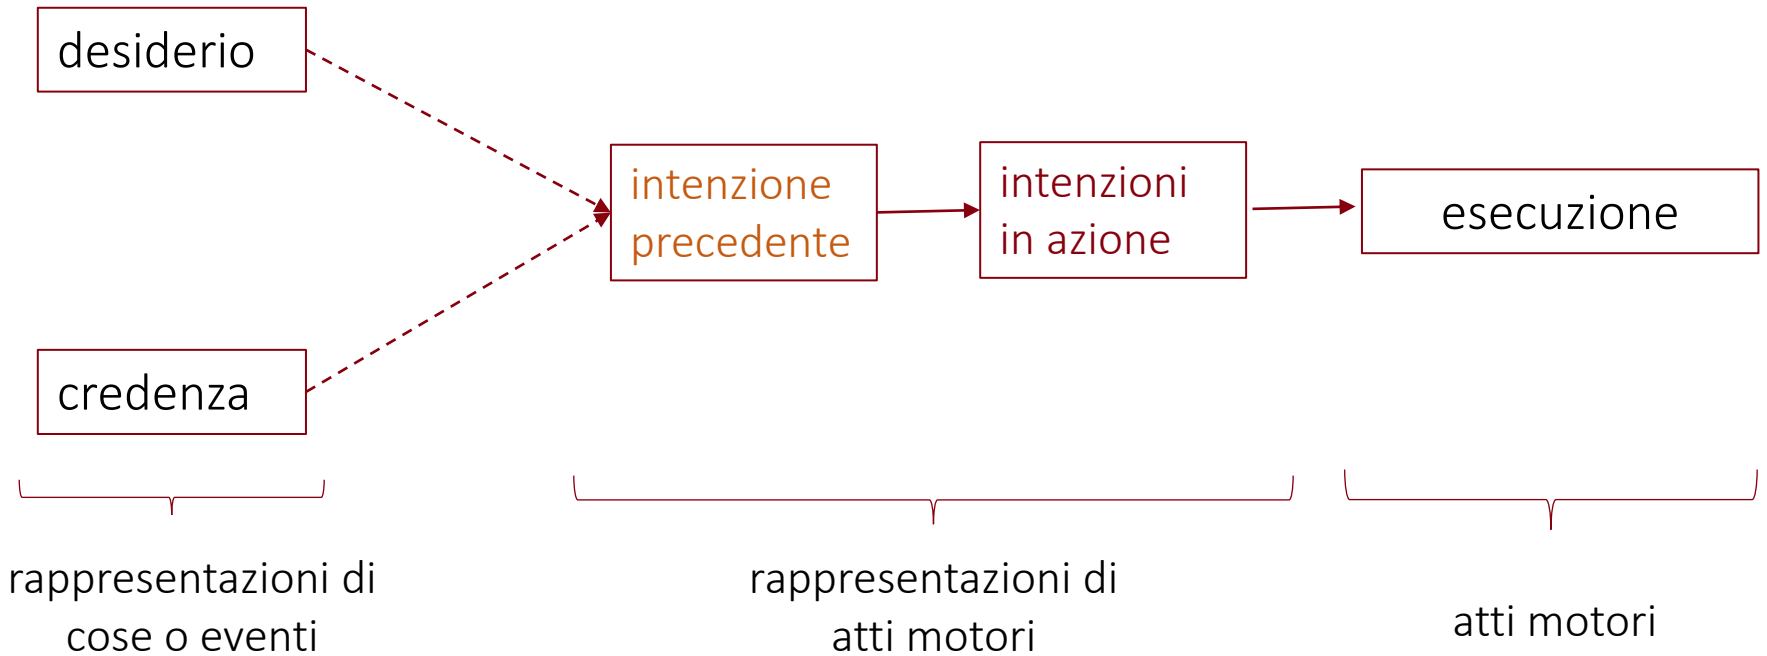 desiderio
credenza
intenzione
precedente
intenzioni
in azione
esecuzione
rappresentazioni di
cose o eventi
rappresentazioni di
atti motori
atti motori